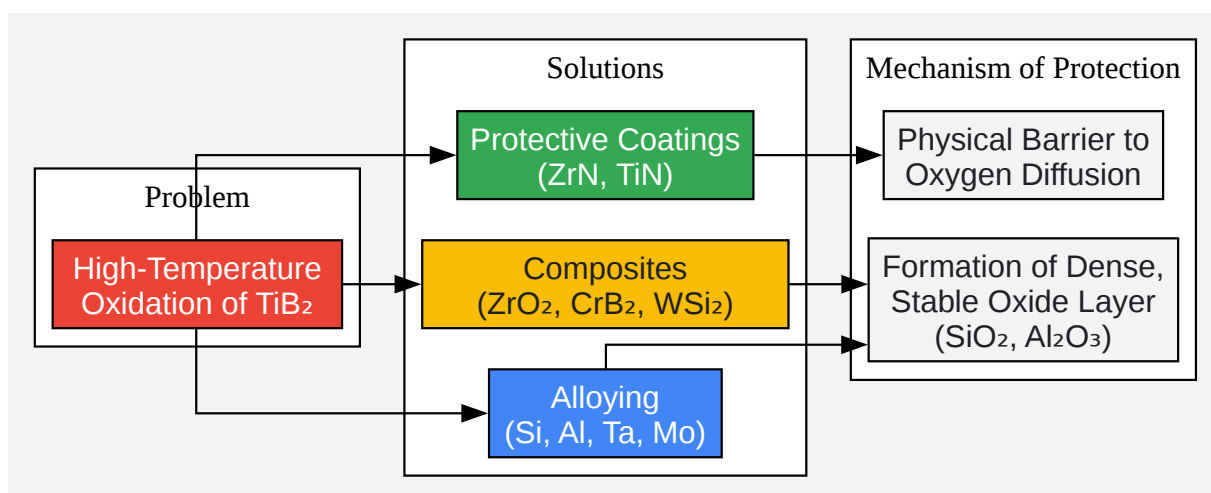 Problem
High-Temperature
Oxidation of TiB₂
Solutions
Protective Coatings
(ZrN, TiN)
Composites
(ZrO₂, CrB₂, WSi₂)
Alloying
(Si, Al, Ta, Mo)
Mechanism of Protection
Physical Barrier to
Oxygen Diffusion
Formation of Dense,
Stable Oxide Layer
(SiO₂, Al₂O₃)